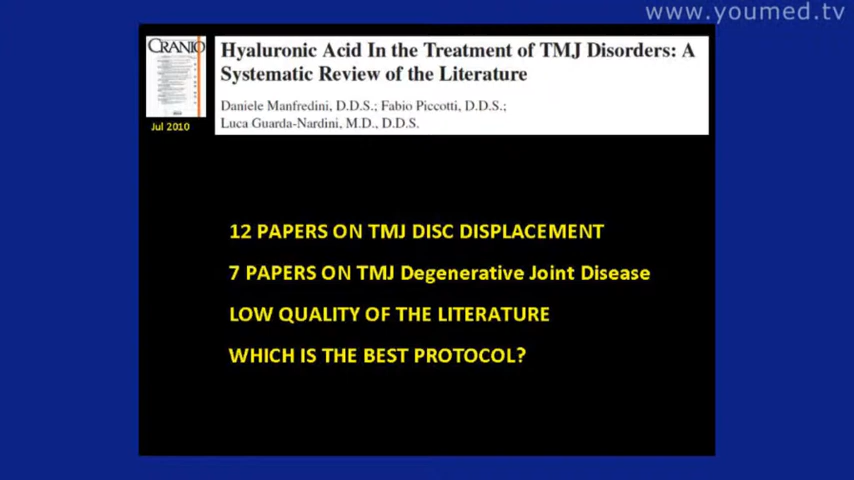 www.youmed.tv
CRANIO
Hyaluronic Acid In the Treatment of TMJ Disorders: A
Systematic Review of the Literature
Daniele Manfredini, D.D.S.; Fabio Piccotti, D.D.S.;
Luca Guarda-Nardini, M.D., D.D.S.
Jul 2010
12 PAPERS ON TMJ DISC DISPLACEMENT
7 PAPERS ON TMJ Degenerative Joint Disease
LOW QUALITY OF THE LITERATURE
WHICH IS THE BEST PROTOCOL?